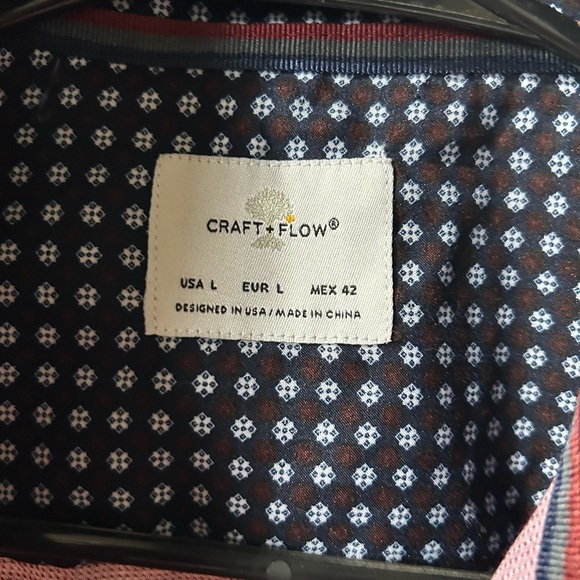 CRAFT+FLOW®
USA L EUR L MEX 42
DESIGNED IN USA/MADE IN CHINA